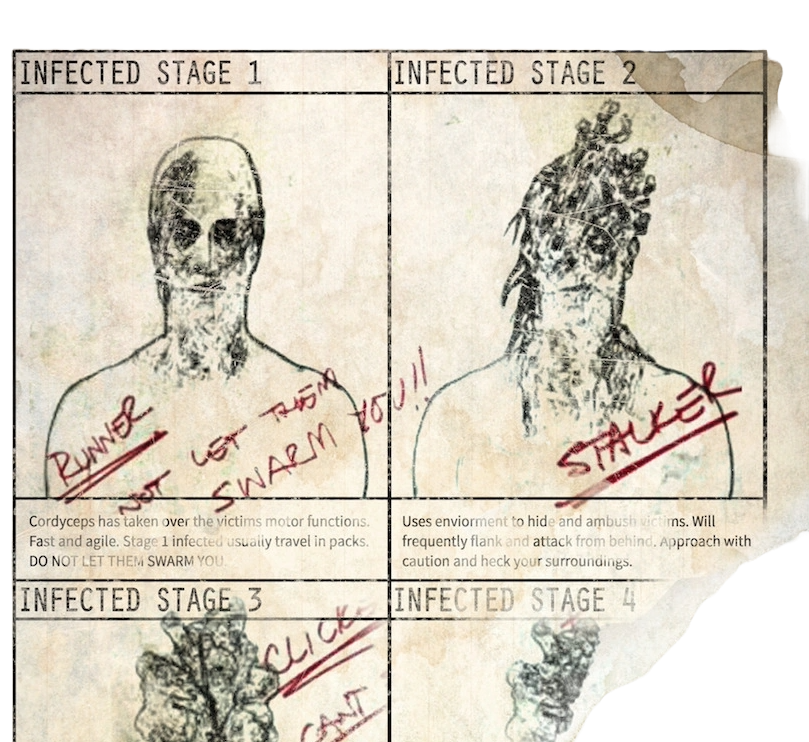 INFECTED STAGE 1
INFECTED STAGE 2
RUNNER
NOT LET THEM
SWARM YOU!!
STALKER
Cordyceps has taken over the victims motor functions.
Fast and agile. Stage 1 infected usually travel in packs.
DO NOT LET THEM SWARM YOU.
Uses enviorment to hide and ambush victims. Will
frequently flank and attack from behind. Approach with
caution and heck your surroundings.
INFECTED STAGE 3
INFECTED STAGE 4
CLICKE
CANT